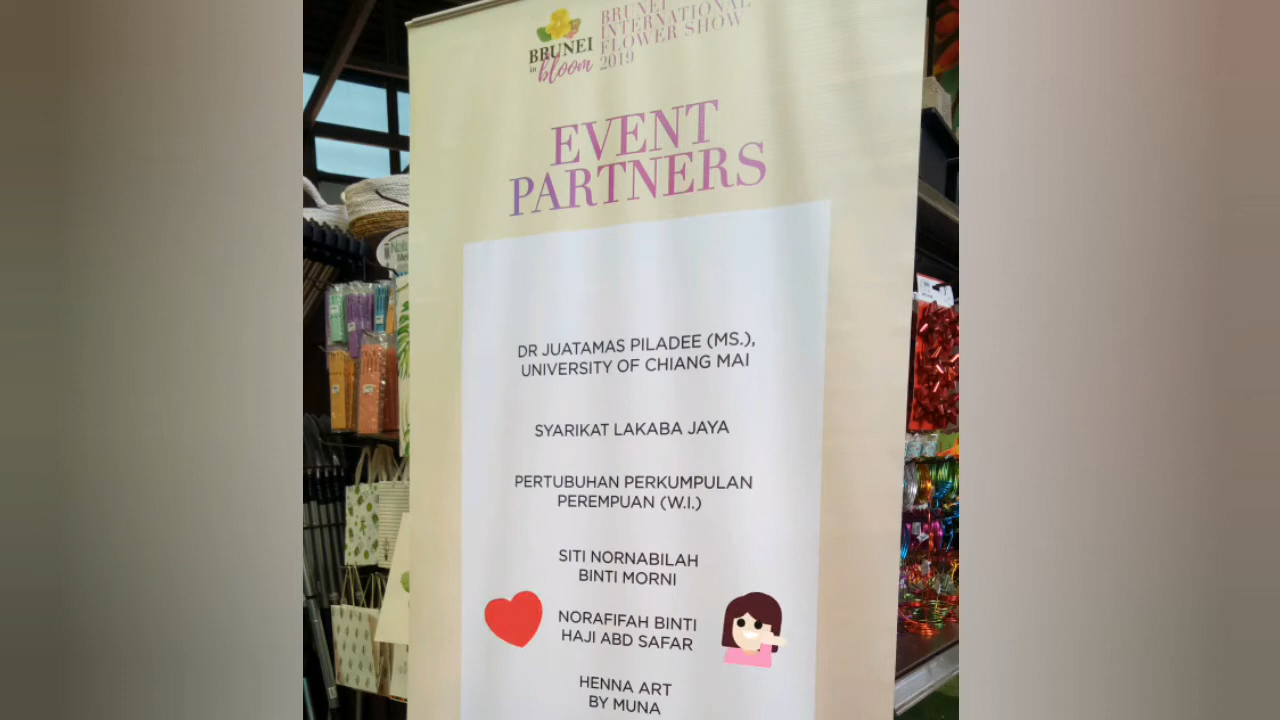 BRUNEI
in bloom
BRUNEI
INTERNATIONAL
FLOWER SHOW
2019
EVENT
PARTNERS
DR JUATAMAS PILADEE (MS.),
UNIVERSITY OF CHIANG MAI
SYARIKAT LAKABA JAYA
PERTUBUHAN PERKUMPULAN
PEREMPUAN (W.I.)
SITI NORNABILAH
BINTI MORNI
NORAFIFAH BINTI
HAJI ABD SAFAR
HENNA ART
BY MUNA